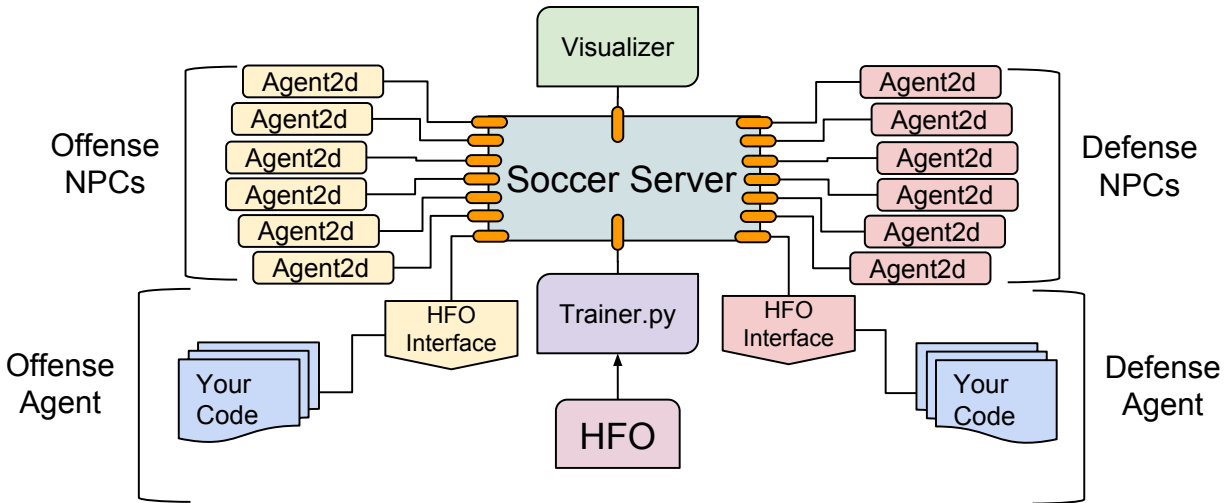 Visualizer
Offense
NPCs
Agent2d
Agent2d
Agent2d
Agent2d
Agent2d
Agent2d
Soccer Server
Agent2d
Agent2d
Agent2d
Agent2d
Agent2d
Agent2d
Defense
NPCs
Offense
Agent
Your
Code
HFO
Interface
Trainer.py
HFO
HFO
Interface
Your
Code
Defense
Agent